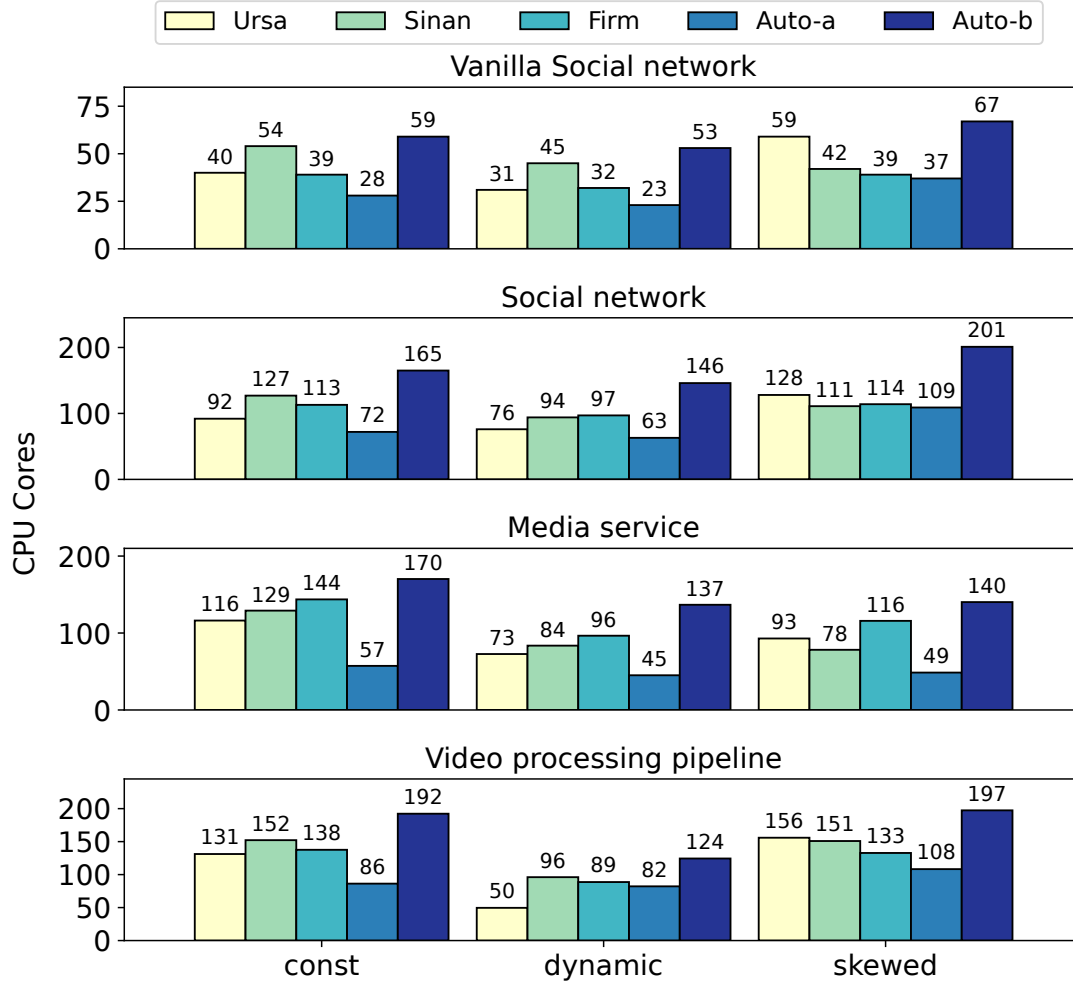 Ursa Sinan Firm Auto-a Auto-b
Vanilla Social network
75
50
25
0
40 54 39 28 59 31 45 32 23 53 59 42 39 37 67
Social network
200
100
0
92 127 113 72 165 76 94 97 63 146 128 111 114 109 201
CPU Cores
Media service
200
100
0
116 129 144 57 170 73 84 96 45 137 93 78 116 49 140
Video processing pipeline
200
150
100
50
0
131 152 138 86 192 50 96 89 82 124 156 151 133 108 197
const dynamic skewed